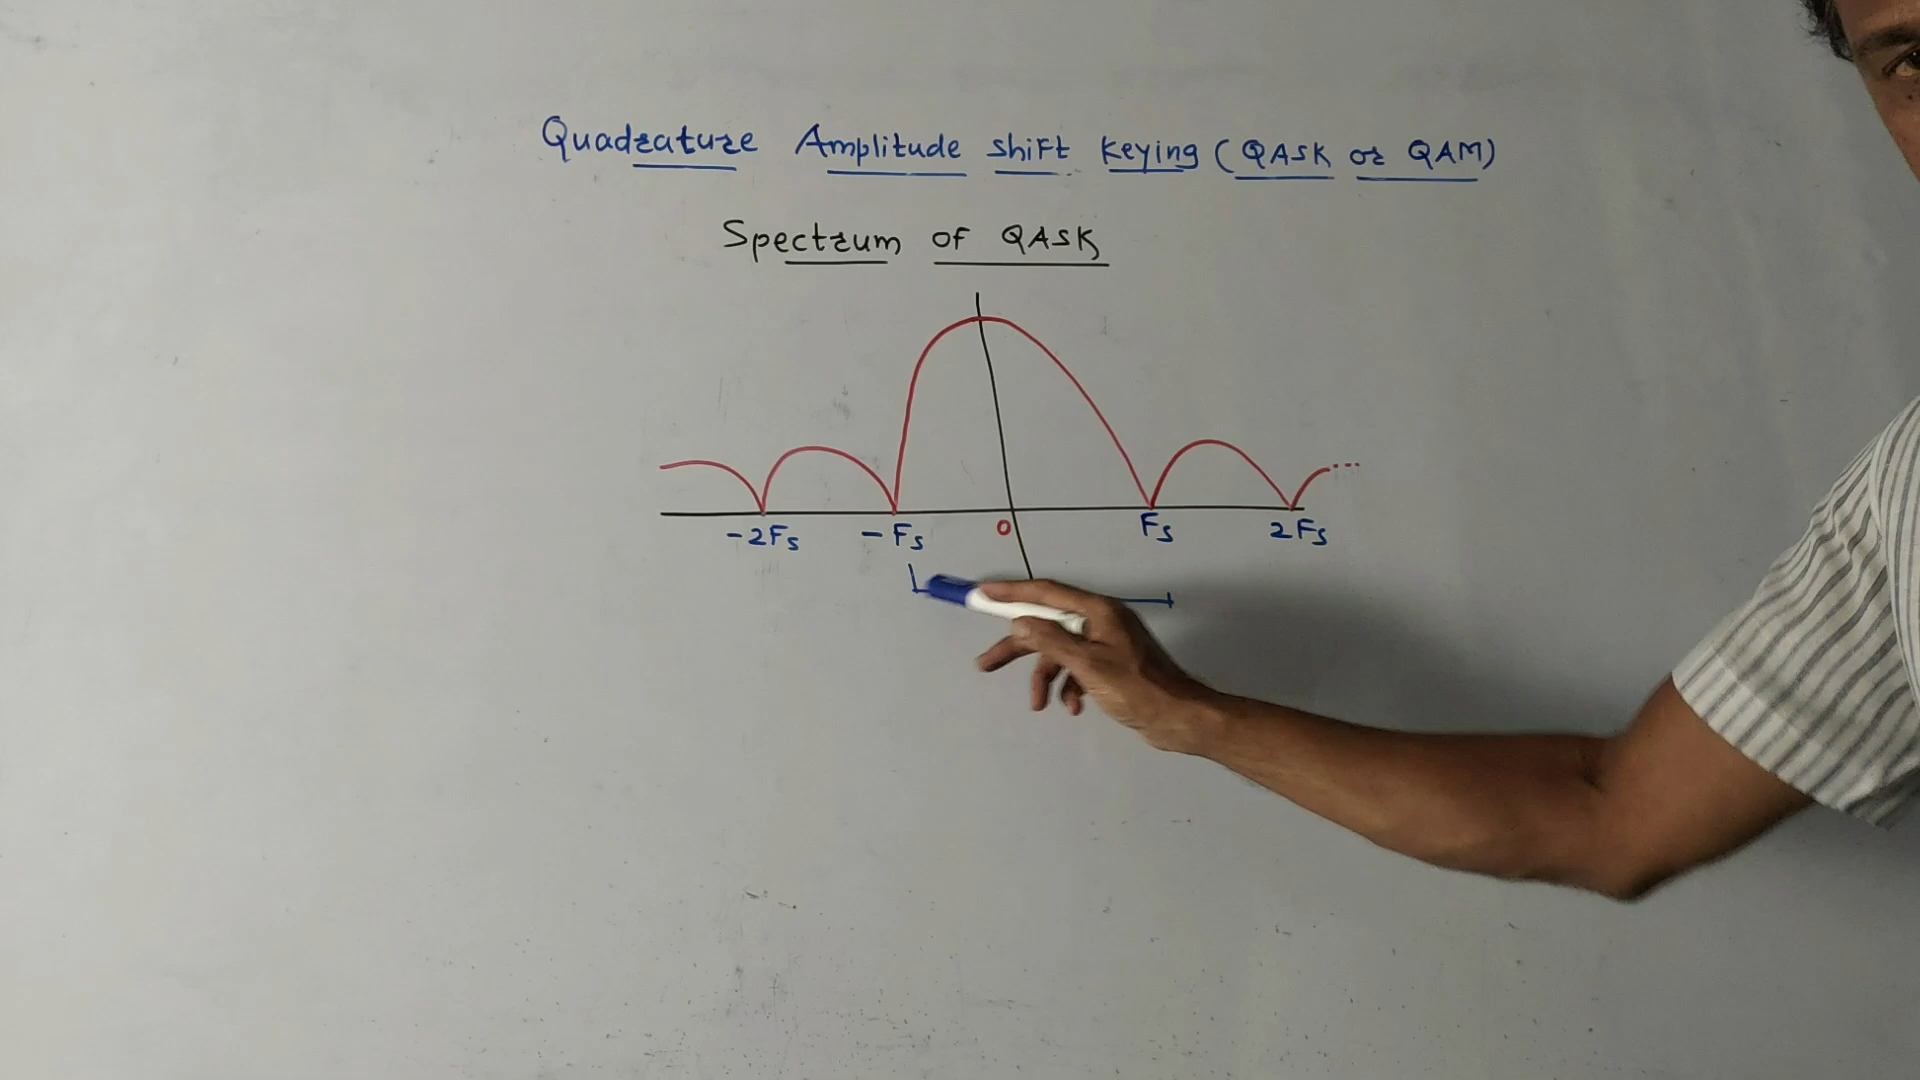 Quadrature Amplitude shift keying (QASK or QAM)
Spectrum of QASK
-2Fs -Fs 0 Fs 2Fs